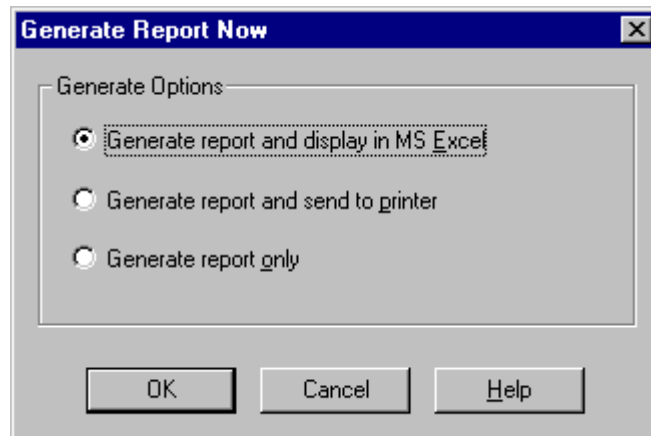 Generate Report Now
Generate Options
Generate report and display in MS Excel
Generate report and send to printer
Generate report only
OK Cancel Help